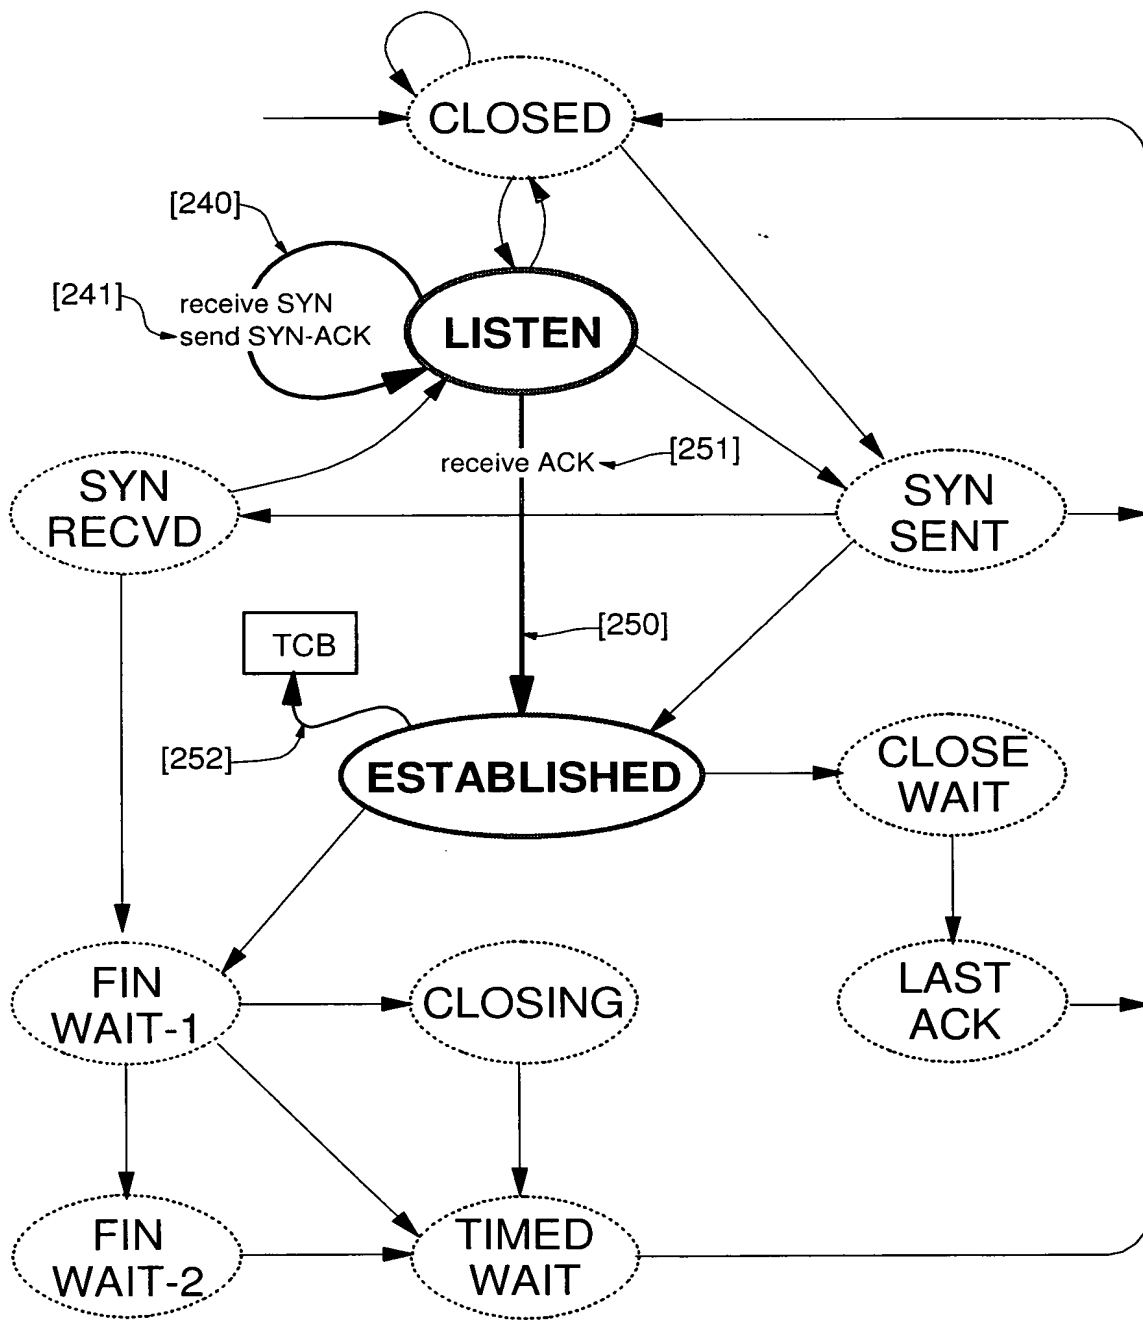 CLOSED
[240]
[241]
receive SYN
send SYN-ACK
LISTEN
receive ACK
[251]
SYN
RECVD
SYN
SENT
[250]
TCB
[252]
ESTABLISHED
CLOSE
WAIT
FIN
WAIT-1
CLOSING
LAST
ACK
FIN
WAIT-2
TIMED
WAIT